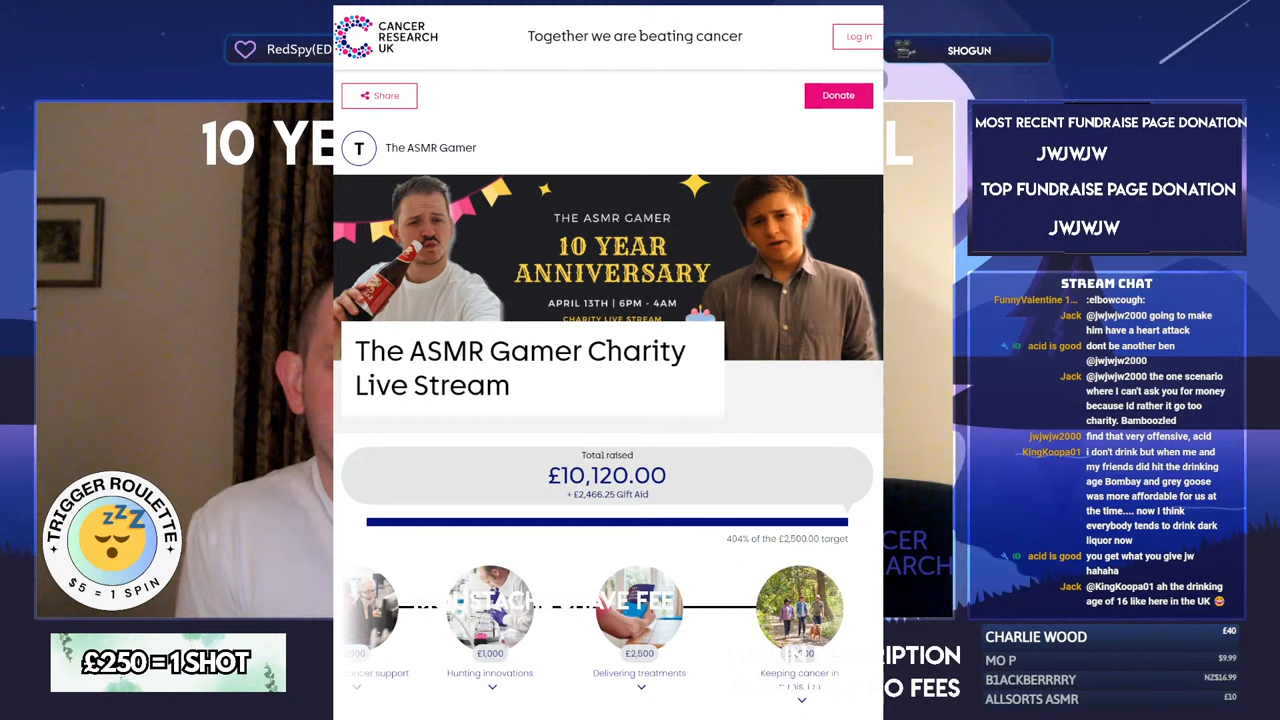 RedSpy(ED
10 YE
L
CANCER
RESEARCH
UK
Together we are beating cancer
Log in
Share
Donate
T
The ASMR Gamer
THE ASMR GAMER
10 YEAR
ANNIVERSARY
APRIL 13TH | 6PM - 4AM
CHARITY LIVE STREAM
The ASMR Gamer Charity
Live Stream
Total raised
£10,120.00
+ £2,466.25 Gift Aid
404% of the £2,500.00 target
£1,000
£2,500
cancer support
Hunting innovations
Delivering treatments
Keeping cancer in
SHOGUN
MOST RECENT FUNDRAISE PAGE DONATION
JWJWJW
TOP FUNDRAISE PAGE DONATION
JWJWJW
STREAM CHAT
FunnyValentine 1... :elbowcough:
Jack @jwjwjw2000 going to make
him have a heart attack
acid is good dont be another ben
@jwjwjw2000
Jack @jwjwjw2000 the one scenario
where I can't ask you for money
because Id rather it go too
charity. Bamboozled
jwjwjw2000 find that very offensive, acid
KingKoopa01 i don't drink but when me and
my friends did hit the drinking
age Bombay and grey goose
was more affordable for us at
the time.... now I think
everybody tends to drink dark
liquor now
acid is good you get what you give jw
hahaha
Jack @KingKoopa01 ah the drinking
age of 16 like here in the UK
CHARLIE WOOD £40
MO P $9.99
B1ACKBERRRRY NZ$16.99
ALLSORTS ASMR £10
TRIGGER ROULETTE
zzZ
$5 = 1 SPIN
£250 = 1 SHOT
CER
EARCH
RIPTION
O FEES